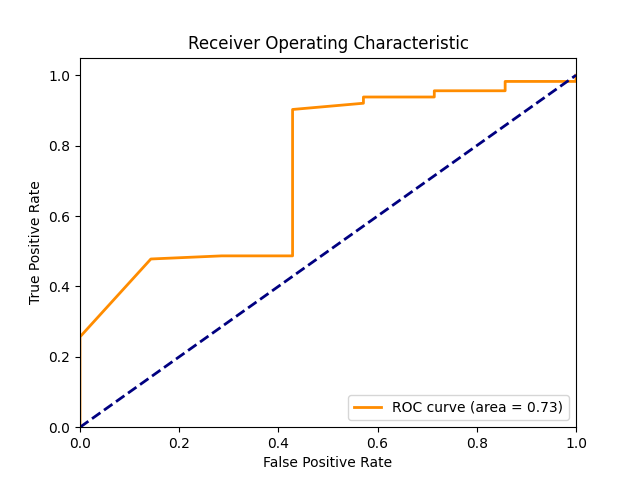 Receiver Operating Characteristic
True Positive Rate
1.0
0.8
0.6
0.4
0.2
0.0
0.0 0.2 0.4 0.6 0.8 1.0
False Positive Rate
ROC curve (area = 0.73)